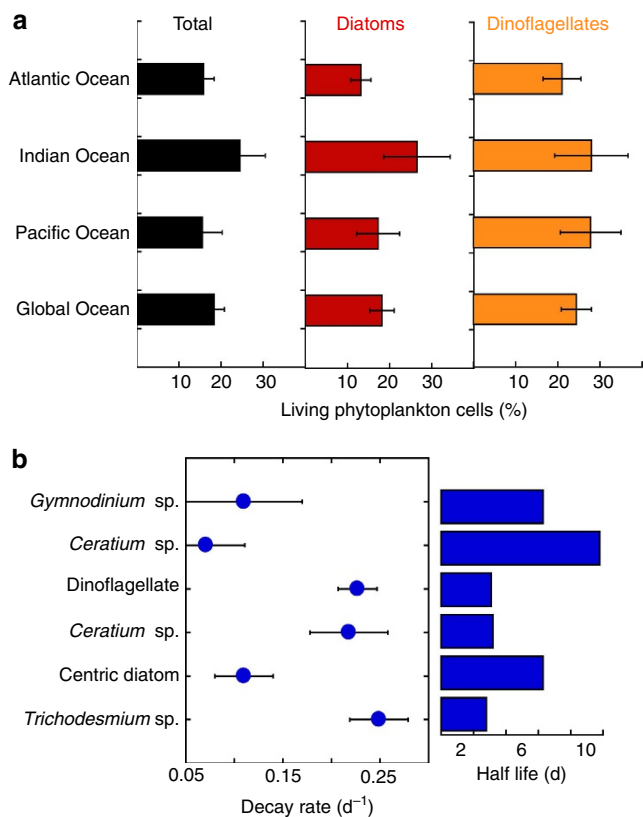 a
Total
Diatoms
Dinoflagellates
Atlantic Ocean
Indian Ocean
Pacific Ocean
Global Ocean
10 30 10 20 30 10 20 30
Living phytoplankton cells (%)
b
Gymnodinium sp.
Ceratium sp.
Dinoflagellate
Ceratium sp.
Centric diatom
Trichodesmium sp.
0.05 0.15 0.25
2 6 10
Decay rate (d⁻¹)
Half life (d)